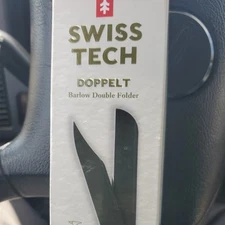 SWISS
TECH
DOPPELT
Barlow Double Folder